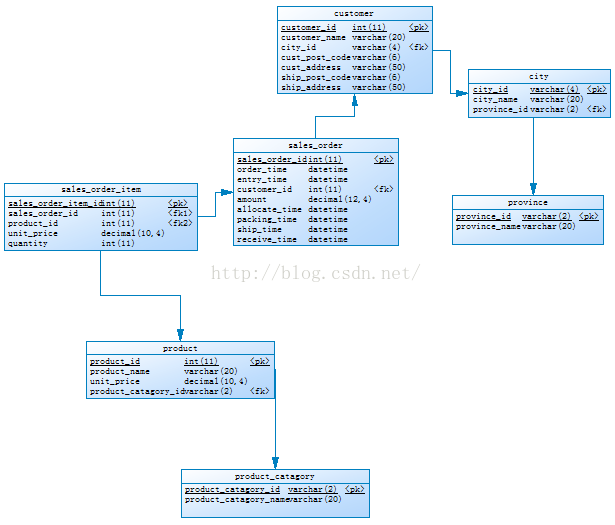 customer
customer_id int(11) <pk>
customer_name varchar(20)
city_id varchar(4) <fk>
cust_post_code varchar(6)
cust_address varchar(50)
ship_post_code varchar(6)
ship_address varchar(50)
city
city_id varchar(4) <pk>
city_name varchar(20)
province_id varchar(2) <fk>
sales_order
sales_order_id int(11) <pk>
order_time datetime
entry_time datetime
customer_id int(11) <fk>
amount decimal(12,4)
allocate_time datetime
packing_time datetime
ship_time datetime
receive_time datetime
sales_order_item
sales_order_item_id int(11) <pk>
sales_order_id int(11) <fk1>
product_id int(11) <fk2>
unit_price decimal(10,4)
quantity int(11)
province
province_id varchar(2) <pk>
province_name varchar(20)
http://blog.csdn.net/
product
product_id int(11) <pk>
product_name varchar(20)
unit_price decimal(10,4)
product_catagory_id varchar(2) <fk>
product_catagory
product_catagory_id varchar(2) <pk>
product_catagory_name varchar(20)